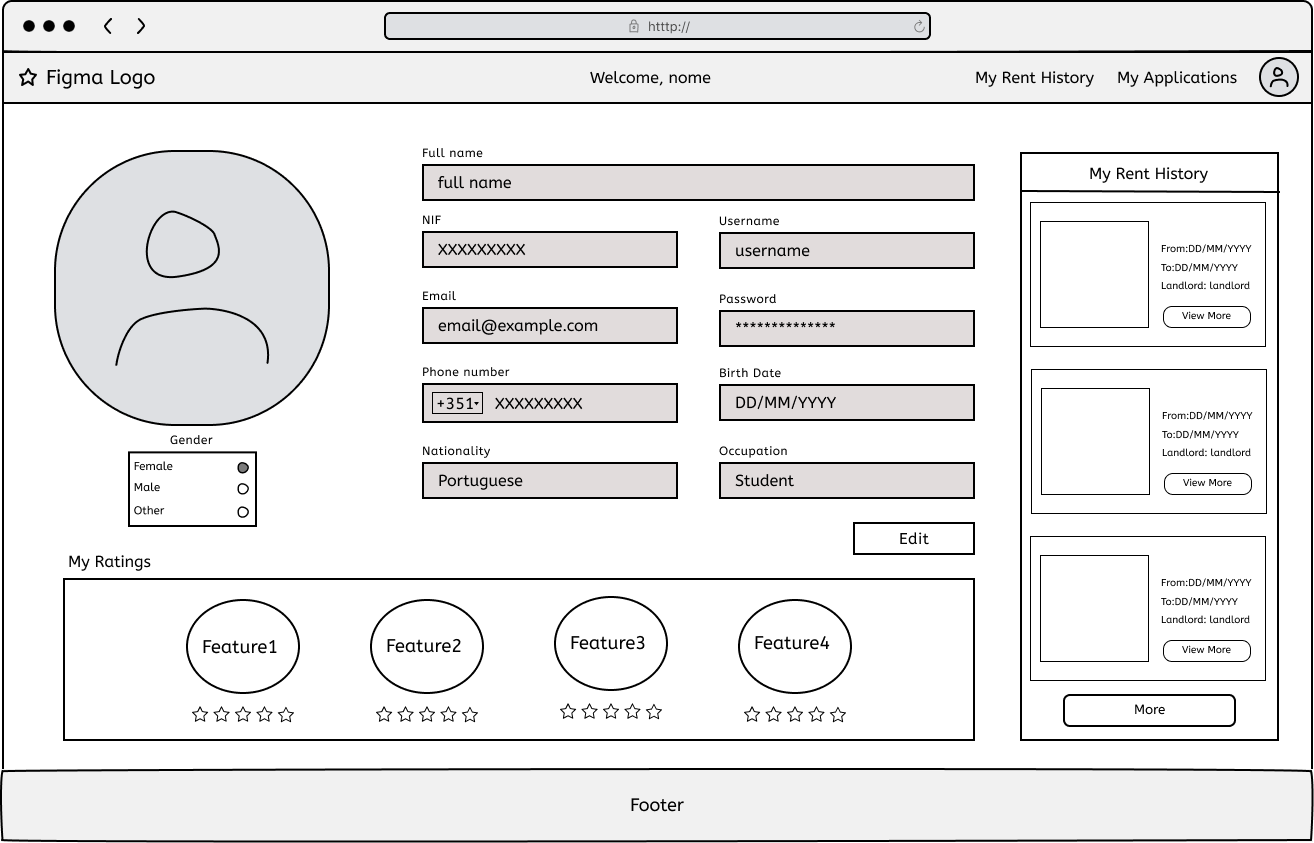 htttp://
Figma Logo
Welcome, nome
My Rent History
My Applications
Full name
full name
NIF
XXXXXXXXX
Username
username
Email
email@example.com
Password
**************
Phone number
+351
XXXXXXXXX
Birth Date
DD/MM/YYYY
Nationality
Portuguese
Occupation
Student
Edit
Gender
Female
Male
Other
My Ratings
Feature1
Feature2
Feature3
Feature4
My Rent History
From:DD/MM/YYYY
To:DD/MM/YYYY
Landlord: landlord
View More
From:DD/MM/YYYY
To:DD/MM/YYYY
Landlord: landlord
View More
From:DD/MM/YYYY
To:DD/MM/YYYY
Landlord: landlord
View More
More
Footer